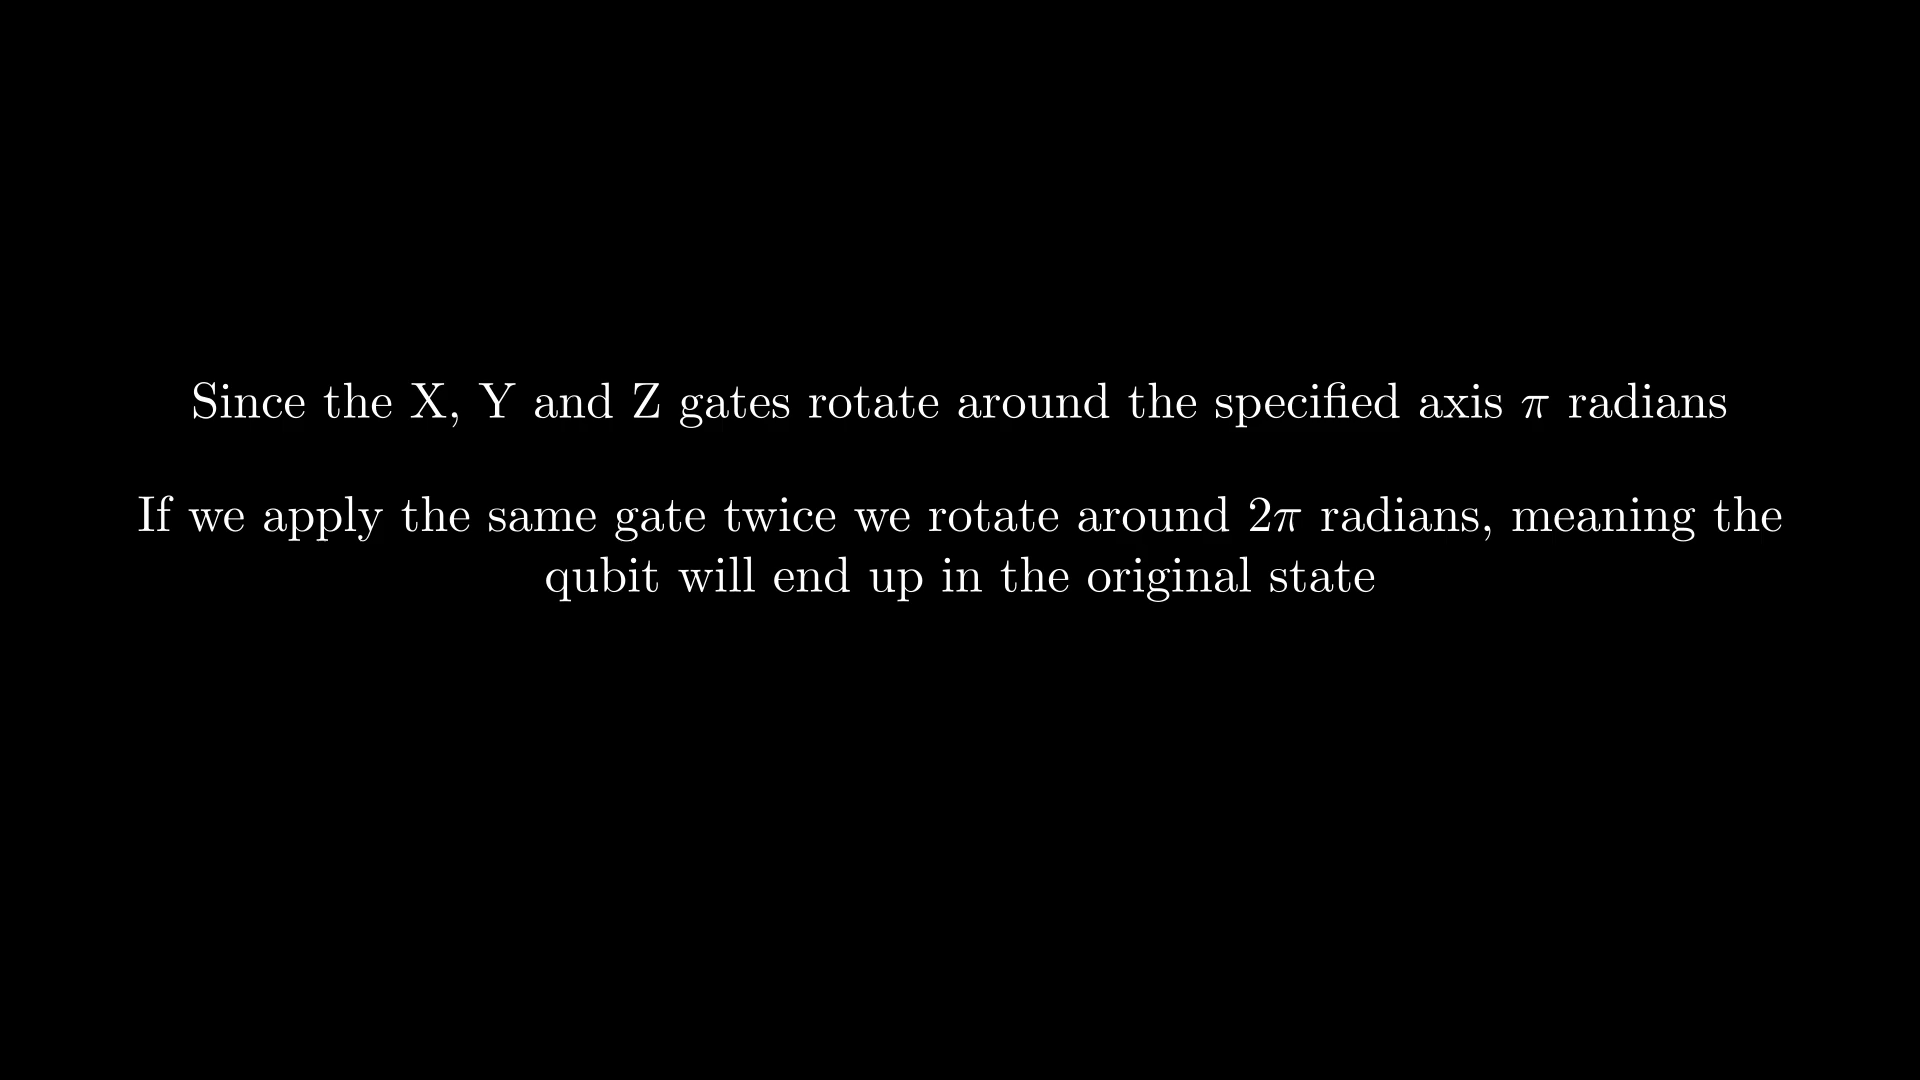 Since the X, Y and Z gates rotate around the specified axis π radians
If we apply the same gate twice we rotate around 2π radians, meaning the
qubit will end up in the original state